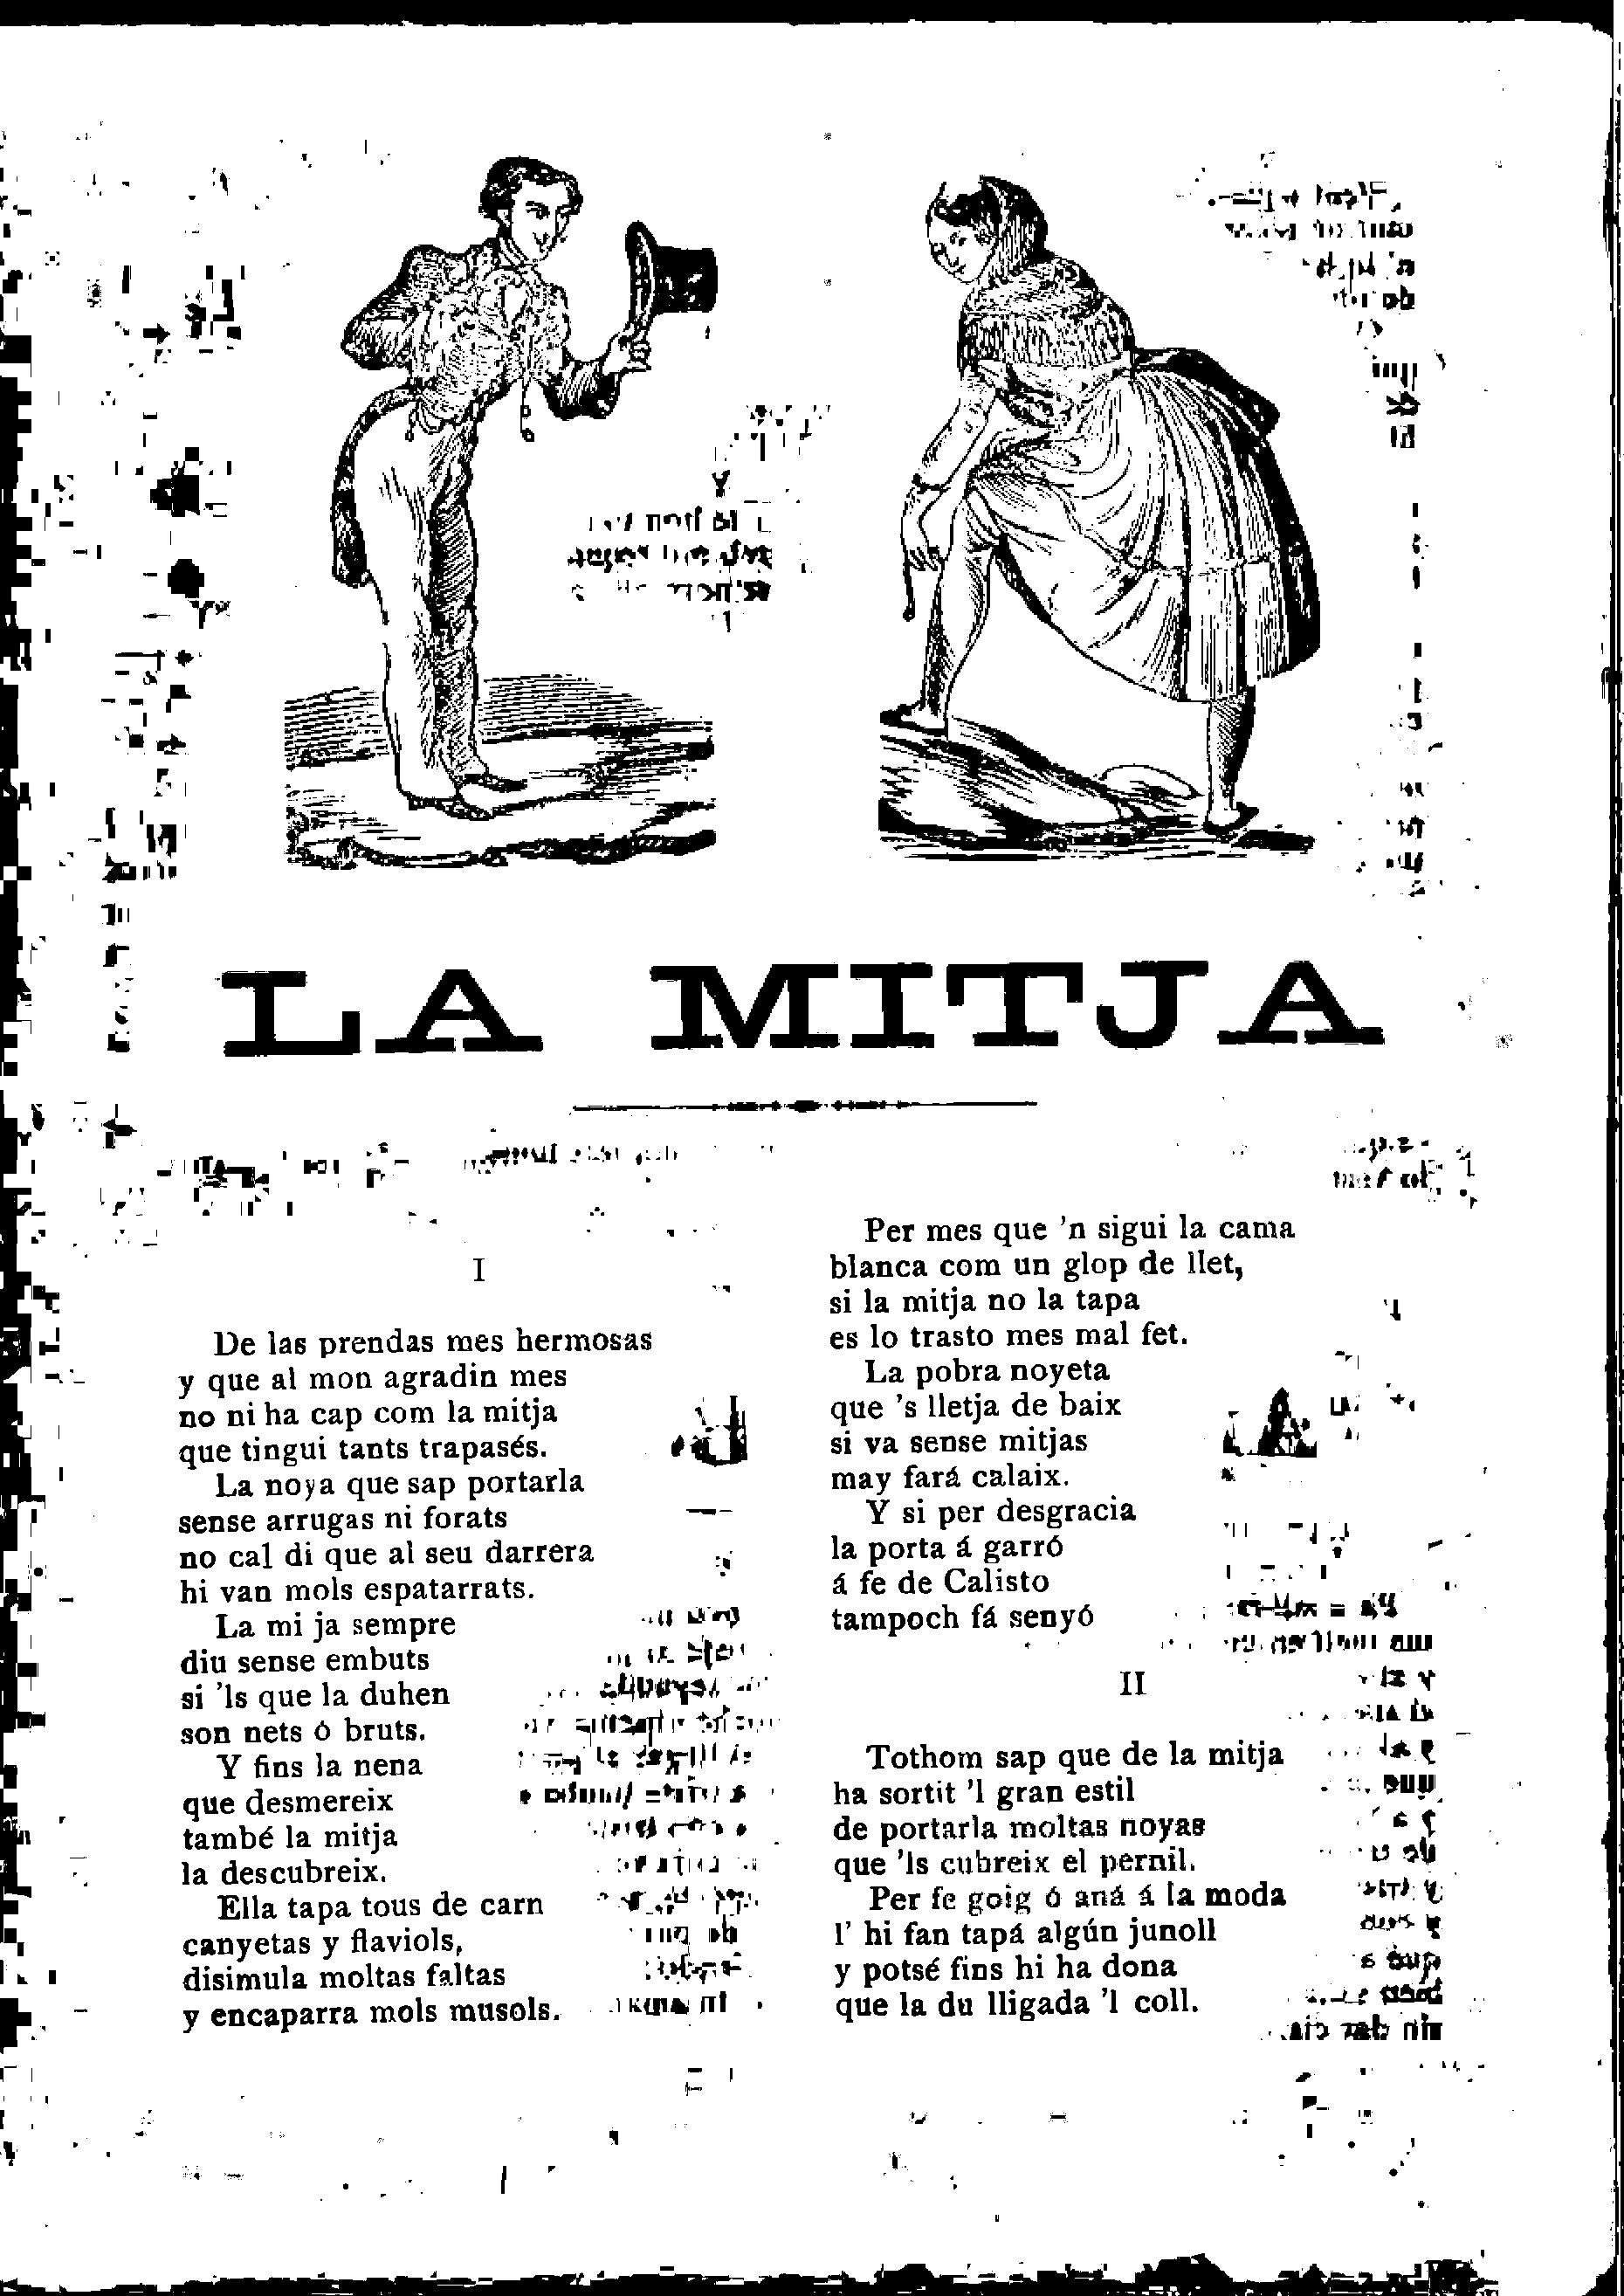 LA MITJA
I
De las prendas mes hermosas
y que al mon agradin mes
no ni ha cap com la mitja
que tingui tants trapasés.
La noya que sap portarla
sense arrugas ni forats
no cal di que al seu darrera
hi van mols espatarrats.
La mi ja sempre
diu sense embuts
si 'ls que la duhen
son nets ó bruts.
Y fins la nena
que desmereix
també la mitja
la descubreix.
Ella tapa tous de carn
canyetas y flaviols,
disimula moltas faltas
y encaparra mols musols.
Per mes que 'n sigui la cama
blanca com un glop de llet,
si la mitja no la tapa
es lo trasto mes mal fet.
La pobra noyeta
que 's lletja de baix
si va sense mitjas
may fará calaix.
Y si per desgracia
la porta á garró
á fe de Calisto
tampoch fá senyó
II
Tothom sap que de la mitja
ha sortit 'l gran estil
de portarla moltas noyas
que 'ls cubreix el pernil.
Per fe goig ó aná á la moda
l' hi fan tapá algún junoll
y potsé fins hi ha dona
que la du lligada 'l coll.